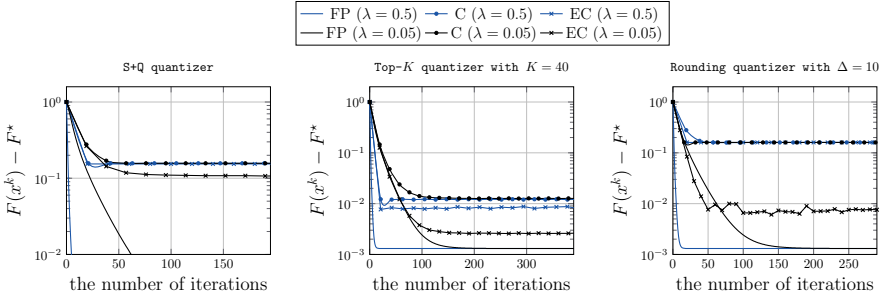 FP (λ = 0.5) C (λ = 0.5) EC (λ = 0.5)
FP (λ = 0.05) C (λ = 0.05) EC (λ = 0.05)
S+Q quantizer
10⁰
10⁻¹
10⁻²
F(xᵏ) − F⋆
0 50 100 150
the number of iterations
Top-K quantizer with K = 40
10⁰
10⁻¹
10⁻²
10⁻³
F(xᵏ) − F⋆
0 100 200 300
the number of iterations
Rounding quantizer with Δ = 10
10⁰
10⁻¹
10⁻²
10⁻³
F(xᵏ) − F⋆
0 50 100 150 200 250
the number of iterations